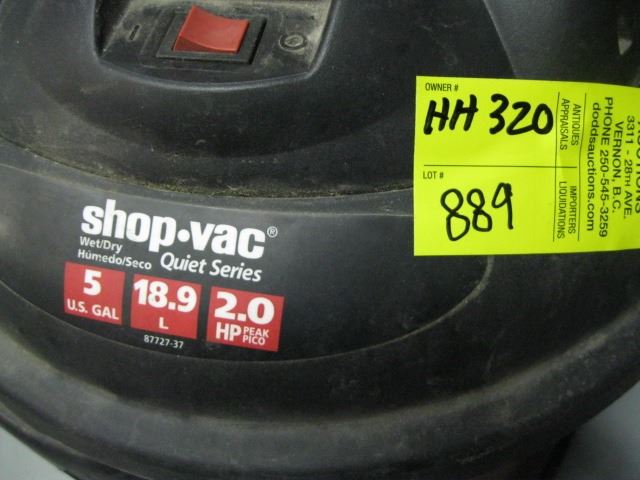 shop•vac®
Wet/Dry
Húmedo/Seco Quiet Series
5
U.S. GAL
18.9
L
2.0
HP PEAK
PICO
87727-37
OWNER #
HH 320
LOT #
889
ANTIQUES
APPRAISALS
IMPORTERS
LIQUIDATIONS
3311 - 28TH AVE.
VERNON, B.C.
PHONE 250-545-3259
doddsauctions.com